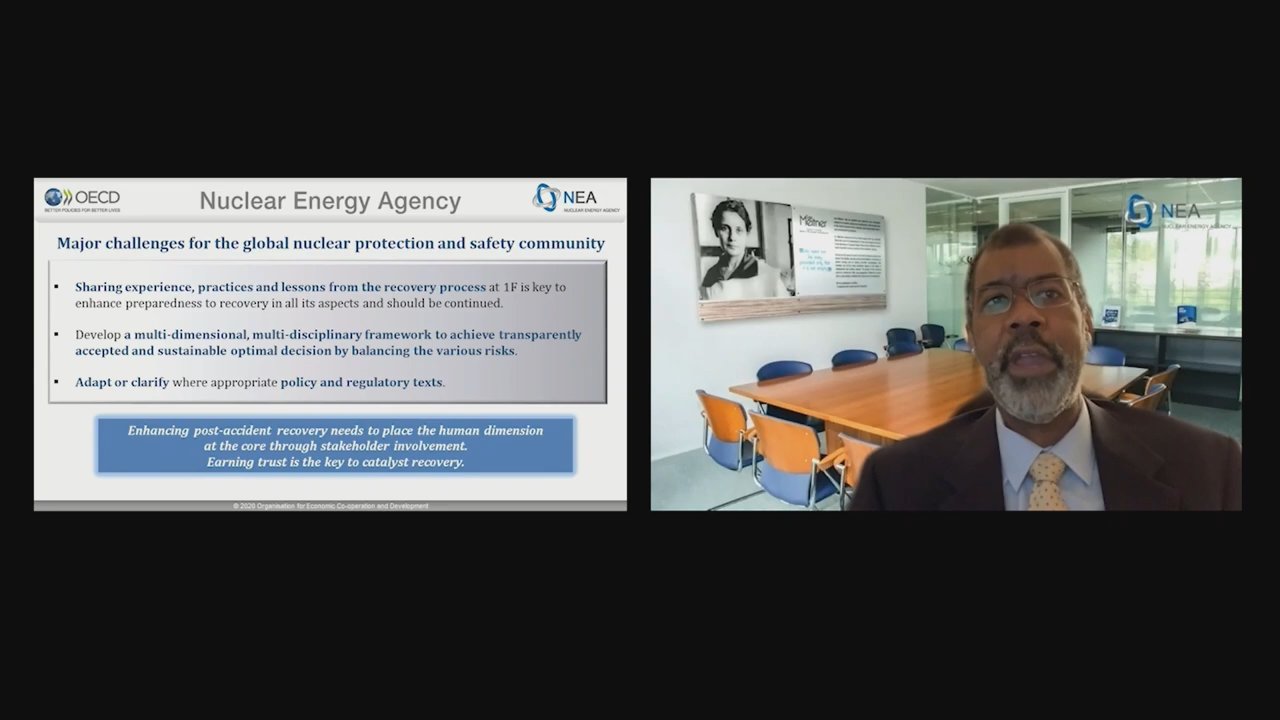 OECD
BETTER POLICIES FOR BETTER LIVES
Nuclear Energy Agency
NEA
NUCLEAR ENERGY AGENCY
Major challenges for the global nuclear protection and safety community
▪ Sharing experience, practices and lessons from the recovery process at 1F is key to
enhance preparedness to recovery in all its aspects and should be continued.
▪ Develop a multi-dimensional, multi-disciplinary framework to achieve transparently
accepted and sustainable optimal decision by balancing the various risks.
▪ Adapt or clarify where appropriate policy and regulatory texts.
Enhancing post-accident recovery needs to place the human dimension
at the core through stakeholder involvement.
Earning trust is the key to catalyst recovery.
© 2020 Organisation for Economic Co-operation and Development
Meitner
NEA
NUCLEAR ENERGY AGENCY